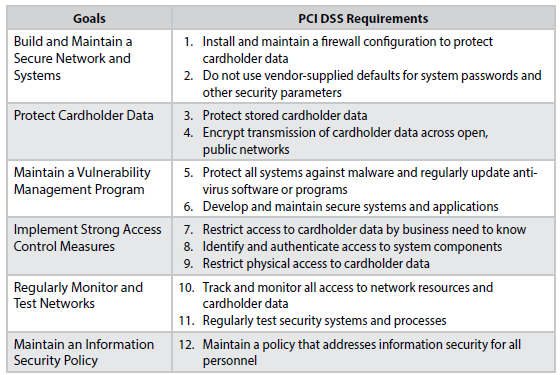 Goals
PCI DSS Requirements
Build and Maintain a
Secure Network and
Systems
1. Install and maintain a firewall configuration to protect
cardholder data
2. Do not use vendor-supplied defaults for system passwords and
other security parameters
Protect Cardholder Data
3. Protect stored cardholder data
4. Encrypt transmission of cardholder data across open,
public networks
Maintain a Vulnerability
Management Program
5. Protect all systems against malware and regularly update anti-
virus software or programs
6. Develop and maintain secure systems and applications
Implement Strong Access
Control Measures
7. Restrict access to cardholder data by business need to know
8. Identify and authenticate access to system components
9. Restrict physical access to cardholder data
Regularly Monitor and
Test Networks
10. Track and monitor all access to network resources and
cardholder data
11. Regularly test security systems and processes
Maintain an Information
Security Policy
12. Maintain a policy that addresses information security for all
personnel